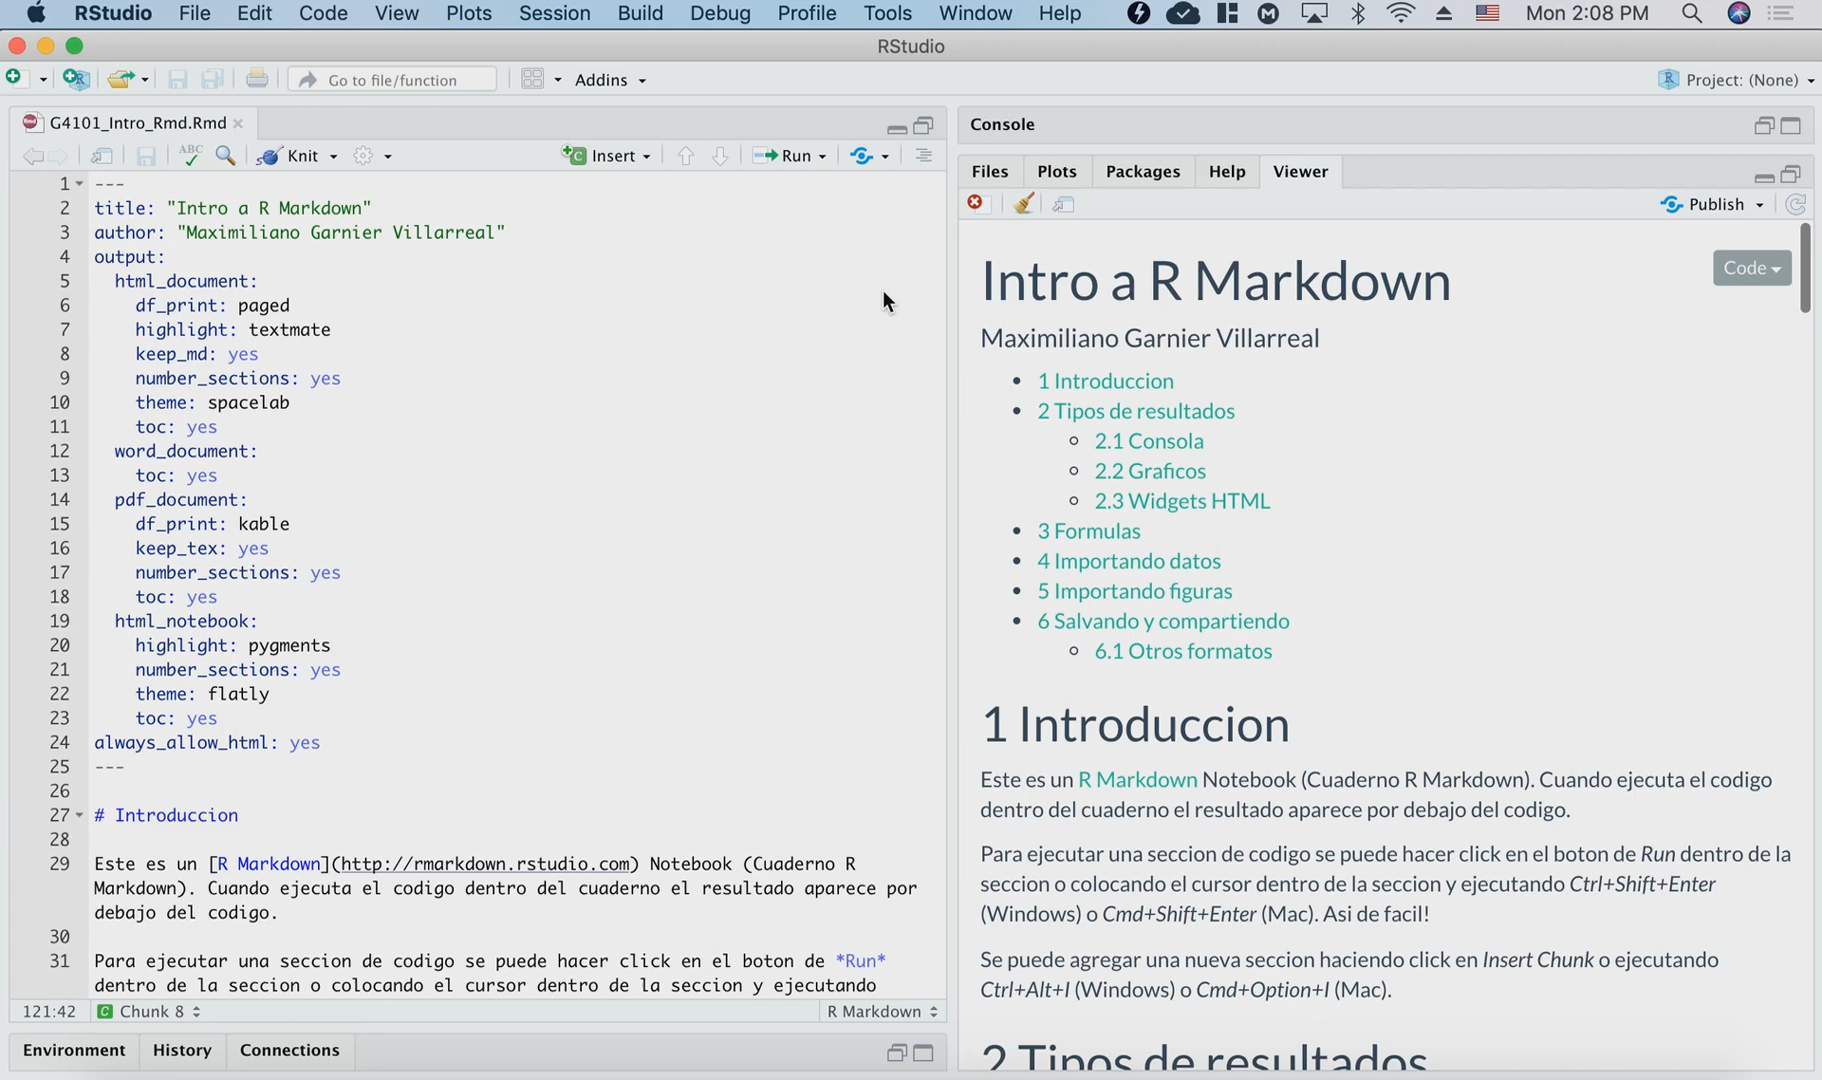 RStudio File Edit Code View Plots Session Build Debug Profile Tools Window Help Mon 2:08 PM
RStudio
Go to file/function Addins Project: (None)
G4101_Intro_Rmd.Rmd
ABC Knit Insert Run
1 ---
2 title: "Intro a R Markdown"
3 author: "Maximiliano Garnier Villarreal"
4 output:
5 html_document:
6 df_print: paged
7 highlight: textmate
8 keep_md: yes
9 number_sections: yes
10 theme: spacelab
11 toc: yes
12 word_document:
13 toc: yes
14 pdf_document:
15 df_print: kable
16 keep_tex: yes
17 number_sections: yes
18 toc: yes
19 html_notebook:
20 highlight: pygments
21 number_sections: yes
22 theme: flatly
23 toc: yes
24 always_allow_html: yes
25 ---
26
27 # Introduccion
28
29 Este es un [R Markdown](http://rmarkdown.rstudio.com) Notebook (Cuaderno R
Markdown). Cuando ejecuta el codigo dentro del cuaderno el resultado aparece por
debajo del codigo.
30
31 Para ejecutar una seccion de codigo se puede hacer click en el boton de *Run*
dentro de la seccion o colocando el cursor dentro de la seccion y ejecutando
121:42 C Chunk 8 R Markdown
Environment History Connections
Console
Files Plots Packages Help Viewer
Publish
Intro a R Markdown
Code
Maximiliano Garnier Villarreal
• 1 Introduccion
• 2 Tipos de resultados
○ 2.1 Consola
○ 2.2 Graficos
○ 2.3 Widgets HTML
• 3 Formulas
• 4 Importando datos
• 5 Importando figuras
• 6 Salvando y compartiendo
○ 6.1 Otros formatos
1 Introduccion
Este es un R Markdown Notebook (Cuaderno R Markdown). Cuando ejecuta el codigo
dentro del cuaderno el resultado aparece por debajo del codigo.
Para ejecutar una seccion de codigo se puede hacer click en el boton de Run dentro de la
seccion o colocando el cursor dentro de la seccion y ejecutando Ctrl+Shift+Enter
(Windows) o Cmd+Shift+Enter (Mac). Asi de facil!
Se puede agregar una nueva seccion haciendo click en Insert Chunk o ejecutando
Ctrl+Alt+I (Windows) o Cmd+Option+I (Mac).
2 Tipos de resultados